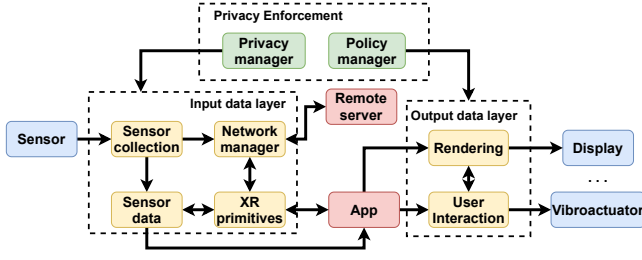 Privacy Enforcement
Privacy
manager
Policy
manager
Input data layer
Remote
server
Output data layer
Sensor
Sensor
collection
Network
manager
Rendering
Display
. . .
Sensor
data
XR
primitives
App
User
Interaction
Vibroactuator